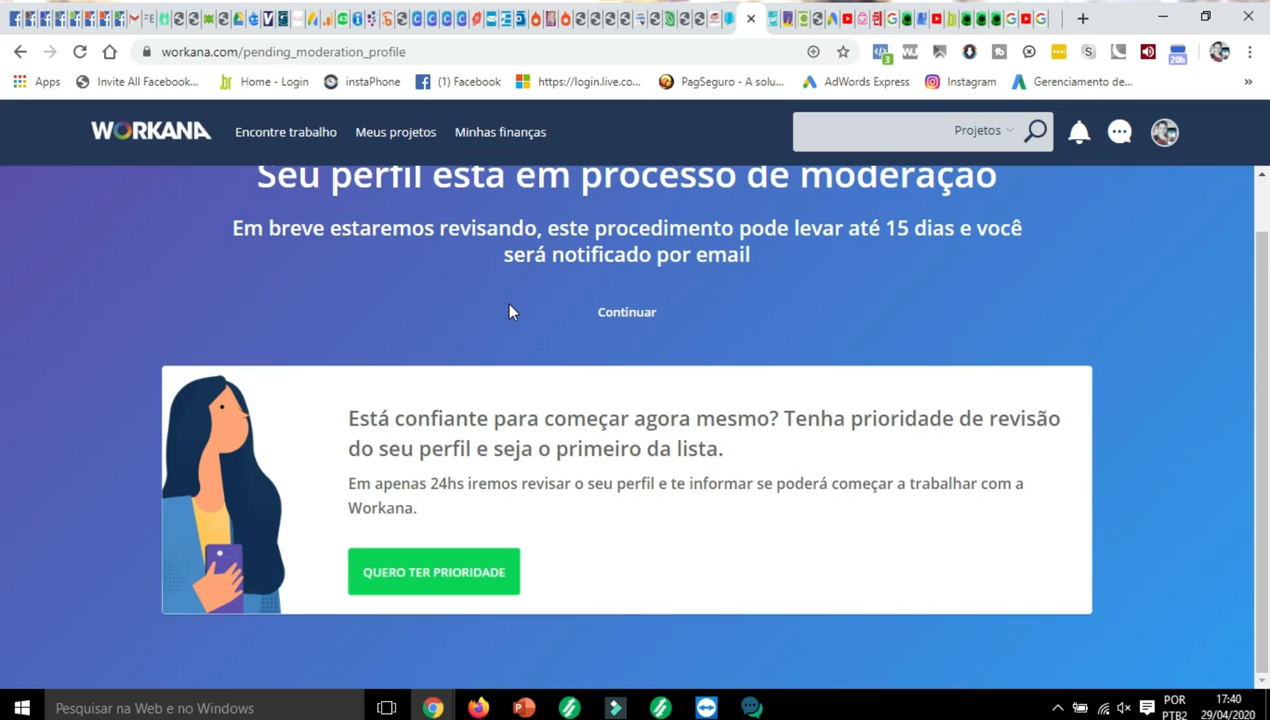 workana.com/pending_moderation_profile
Apps
Invite All Facebook...
Home - Login
instaPhone
(1) Facebook
https://login.live.co...
PagSeguro - A solu...
AdWords Express
Instagram
Gerenciamento de...
»
WORKANA
Encontre trabalho
Meus projetos
Minhas finanças
Projetos
Seu perfil está em processo de moderação
Em breve estaremos revisando, este procedimento pode levar até 15 dias e você
será notificado por email
Continuar
Está confiante para começar agora mesmo? Tenha prioridade de revisão
do seu perfil e seja o primeiro da lista.
Em apenas 24hs iremos revisar o seu perfil e te informar se poderá começar a trabalhar com a
Workana.
QUERO TER PRIORIDADE
Pesquisar na Web e no Windows
POR
PTB2
17:40
29/04/2020